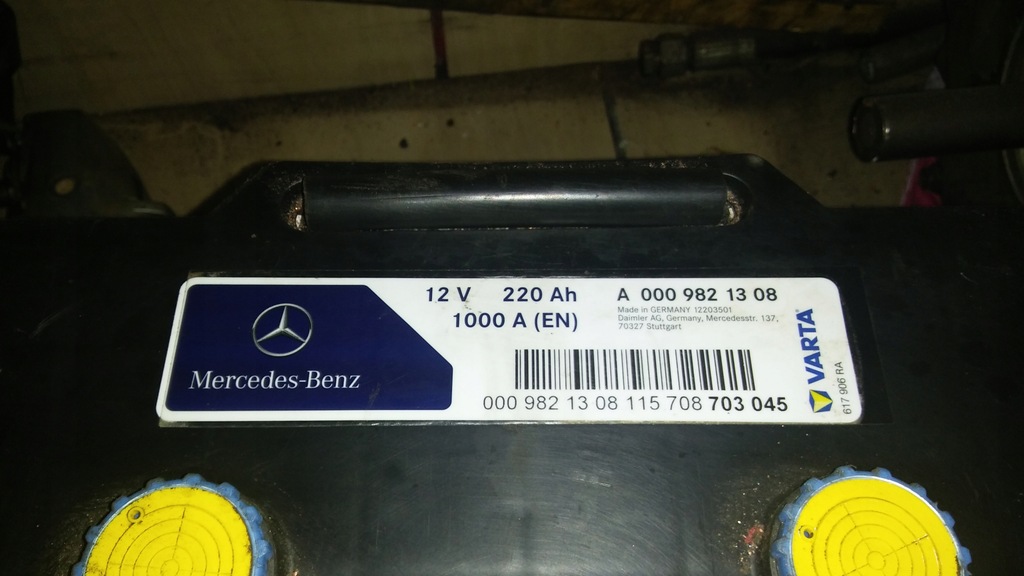 12 V 220 Ah A 000 982 13 08
1000 A (EN)
Made in GERMANY 12203501
Daimler AG, Germany, Mercedesstr. 137,
70327 Stuttgart
Mercedes-Benz
000 982 13 08 115 708 703 045
VARTA
617 906 RA